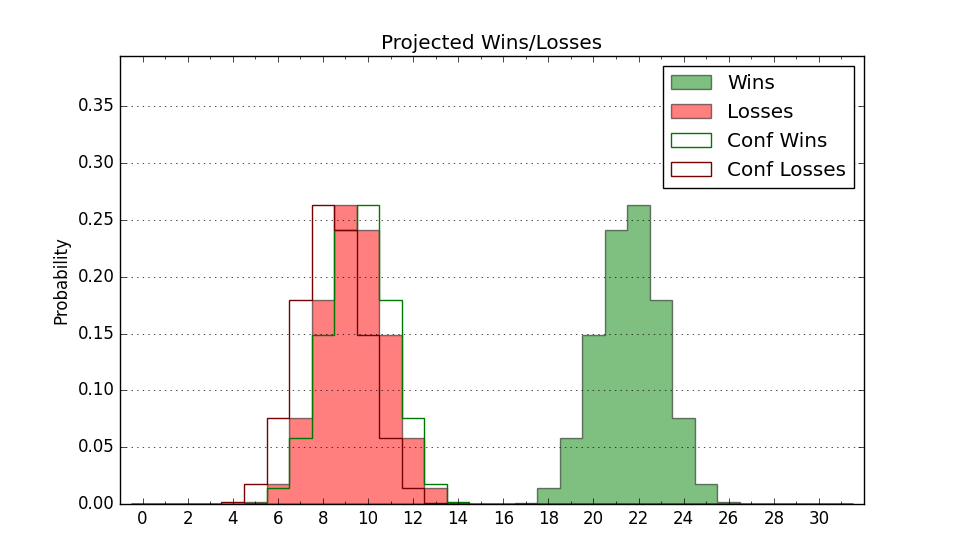 Projected Wins/Losses
Wins
Losses
Conf Wins
Conf Losses
Probability
0.35
0.30
0.25
0.20
0.15
0.10
0.05
0.00
0 2 4 6 8 10 12 14 16 18 20 22 24 26 28 30